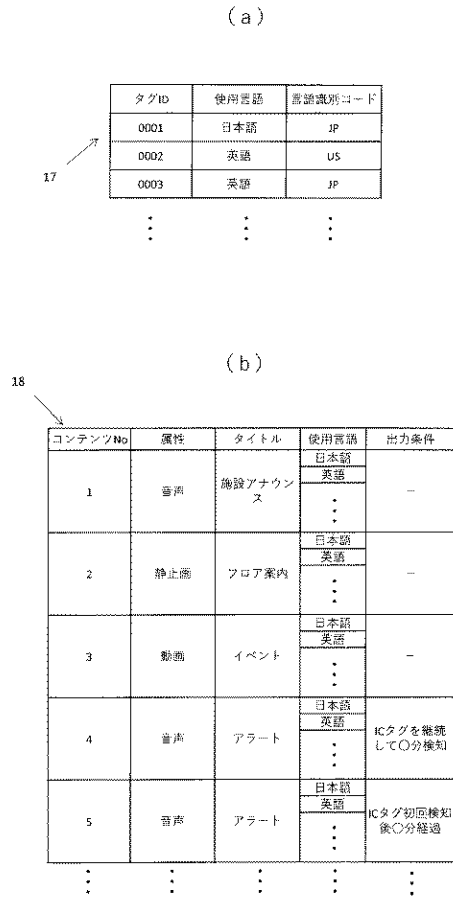 (a)
タグID 使用言語 言語識別コード
0001 日本語 JP
0002 英語 US
0003 英語 JP
17
(b)
18
コンテンツNo 属性 タイトル 使用言語 出力条件
日本語
英語
1 音声 施設アナウン
ス
－
日本語
英語
2 静止画 フロア案内 －
日本語
英語
3 動画 イベント －
日本語
英語
4 音声 アラート ICタグを継続
して〇分検知
日本語
英語
5 音声 アラート ICタグ初回検知
後〇分経過